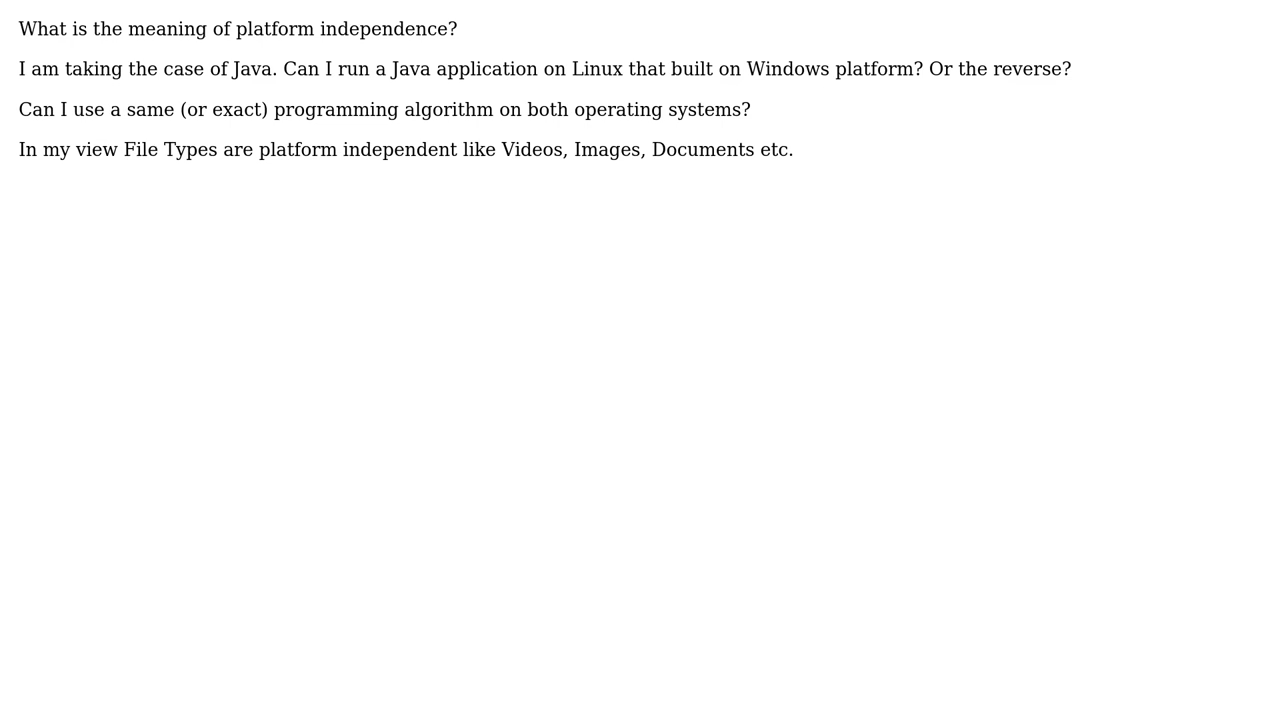 What is the meaning of platform independence?
I am taking the case of Java. Can I run a Java application on Linux that built on Windows platform? Or the reverse?
Can I use a same (or exact) programming algorithm on both operating systems?
In my view File Types are platform independent like Videos, Images, Documents etc.